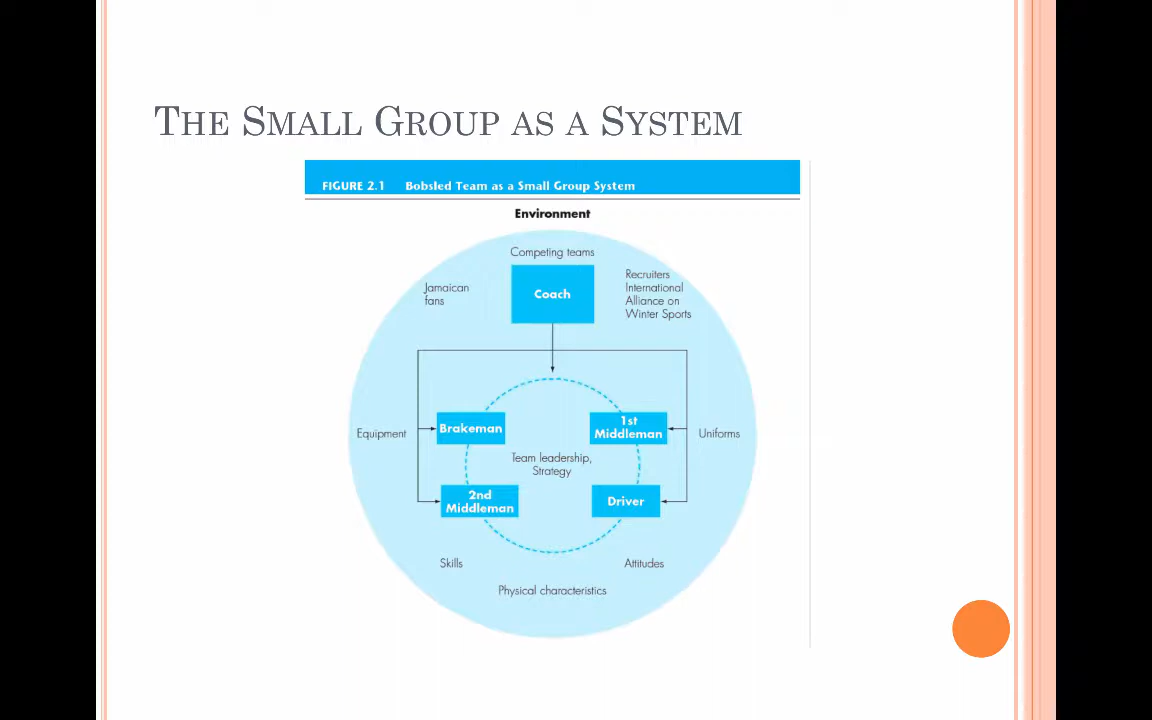 THE SMALL GROUP AS A SYSTEM
FIGURE 2.1 Bobsled Team as a Small Group System
Environment
Competing teams
Jamaican
fans
Coach
Recruiters
International
Alliance on
Winter Sports
Equipment
Brakeman
1st
Middleman
Uniforms
Team leadership,
Strategy
2nd
Middleman
Driver
Skills
Attitudes
Physical characteristics